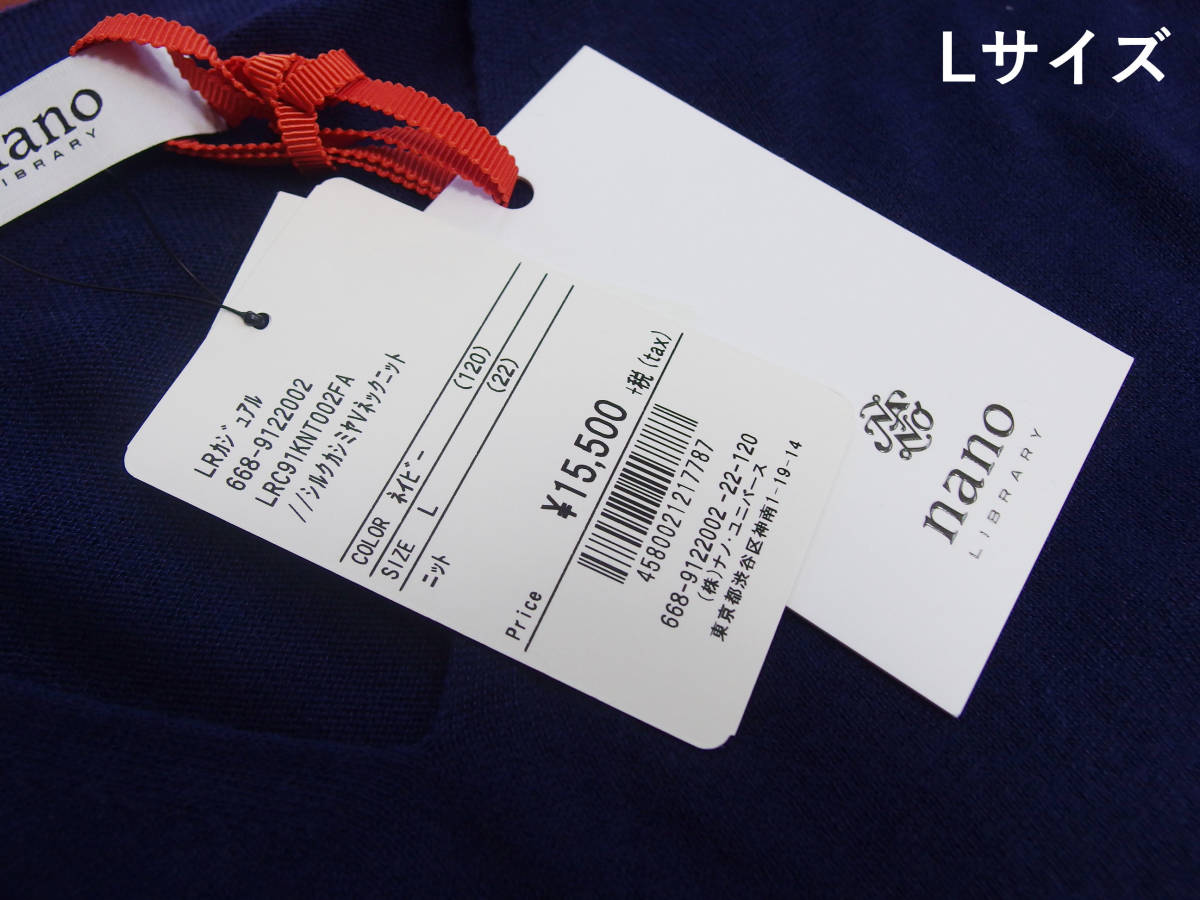 Lサイズ
nano
LIBRARY
LRカジュアル
668-9122002
LRC91KNT002FA
//シルクカシミヤVネックニット
COLOR ネイビー (120)
SIZE L (22)
ニット
Price ¥15,500 +税(tax)
4580021217787
668-9122002-22-120
(株)ナノ・ユニバース
東京都渋谷区神南1-19-14
NANO
nano
LIBRARY